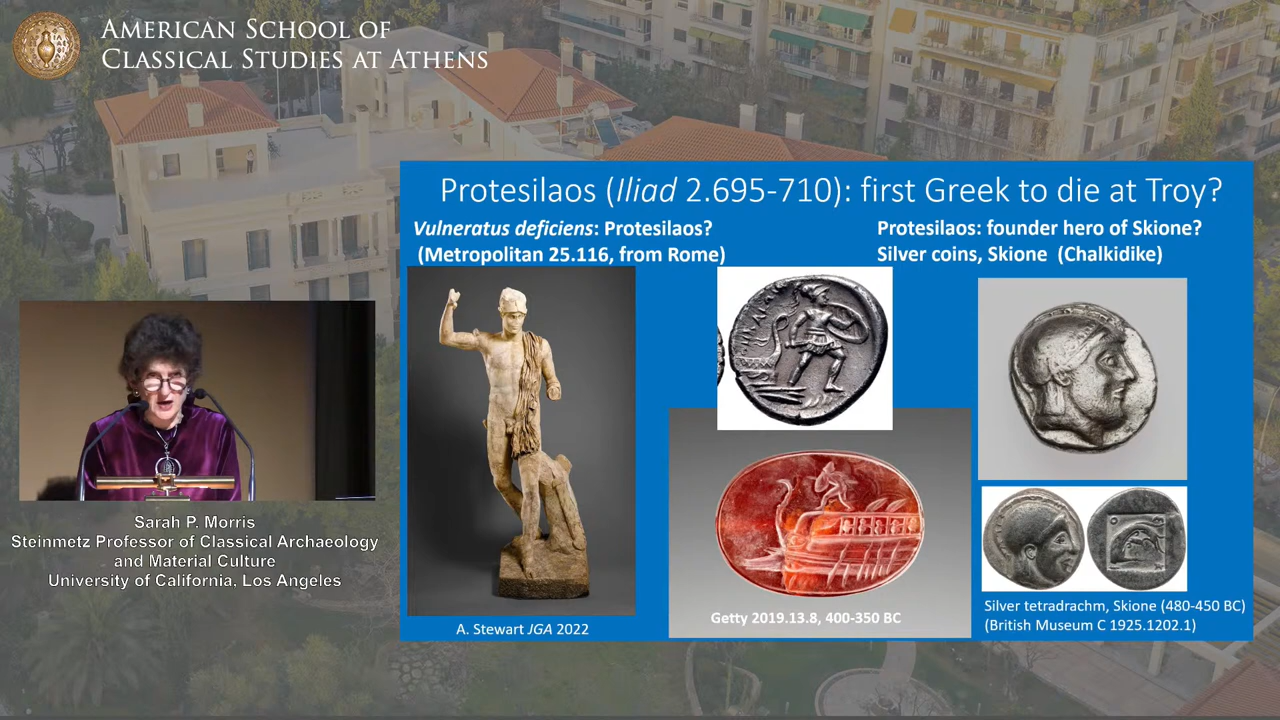 AMERICAN SCHOOL OF
CLASSICAL STUDIES AT ATHENS
Protesilaos (Iliad 2.695-710): first Greek to die at Troy?
Vulneratus deficiens: Protesilaos?
(Metropolitan 25.116, from Rome)
Protesilaos: founder hero of Skione?
Silver coins, Skione (Chalkidike)
A. Stewart JGA 2022
Getty 2019.13.8, 400-350 BC
Silver tetradrachm, Skione (480-450 BC)
(British Museum C 1925.1202.1)
Sarah P. Morris
Steinmetz Professor of Classical Archaeology
and Material Culture
University of California, Los Angeles